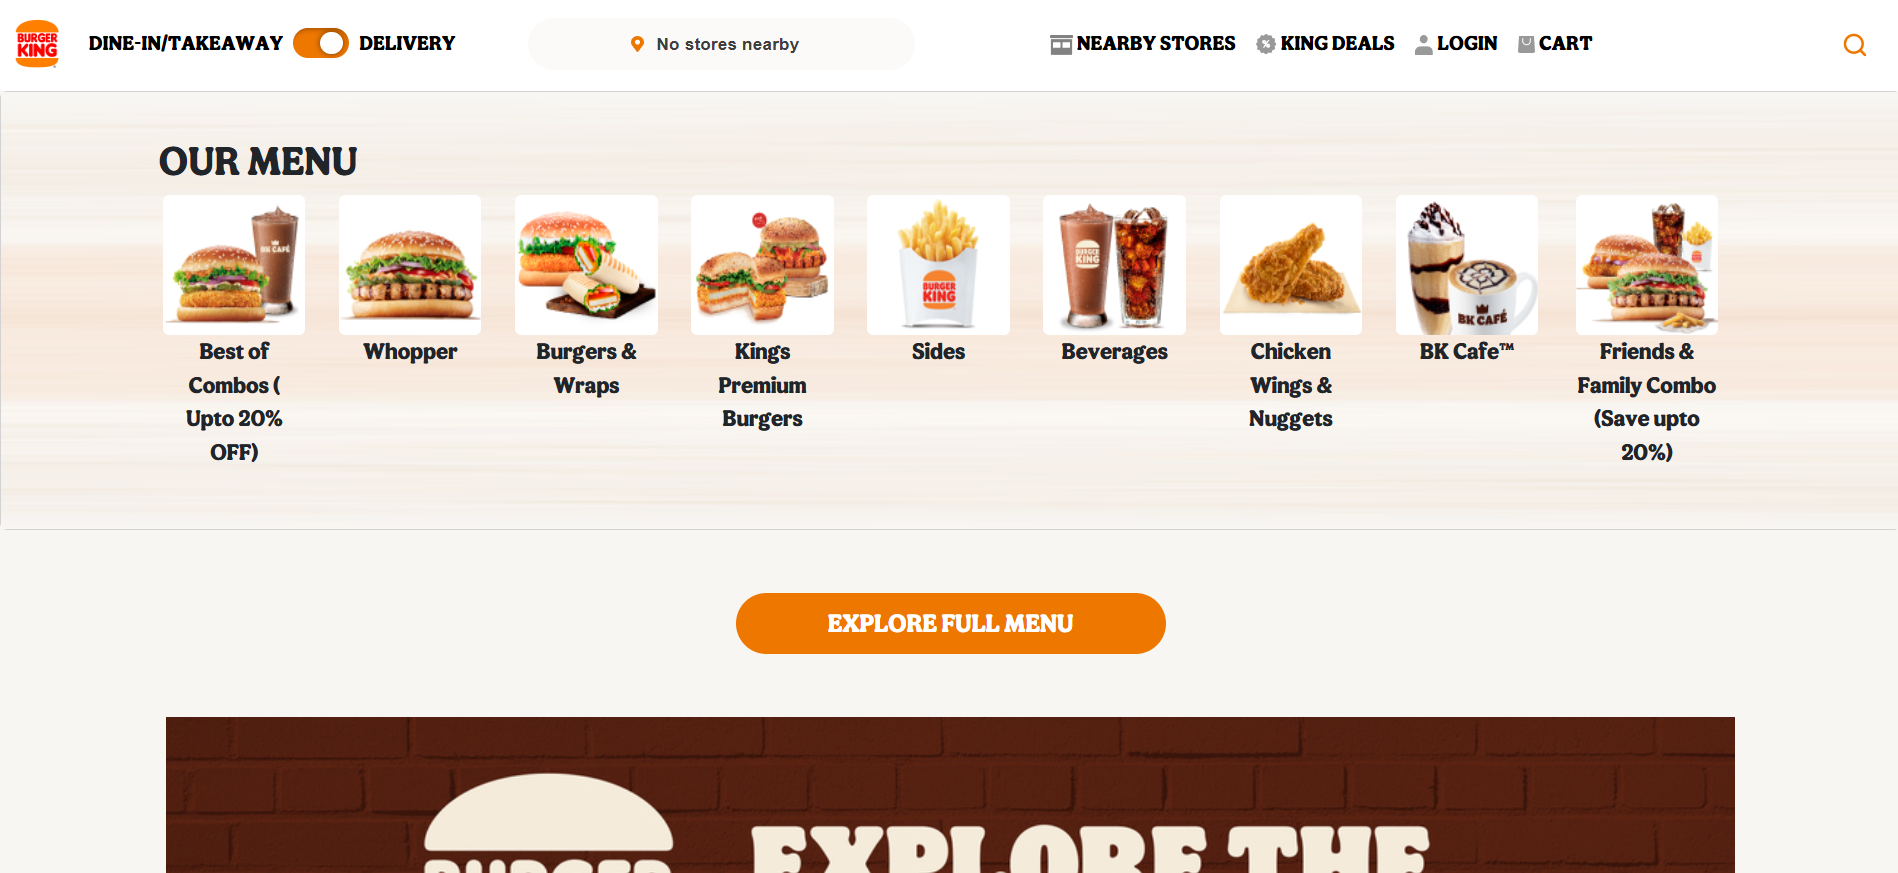 BURGER
KING
DINE-IN/TAKEAWAY
DELIVERY
No stores nearby
NEARBY STORES
KING DEALS
LOGIN
CART
OUR MENU
BK CAFÉ
BURGER
KING
BURGER
KING
BK CAFÉ
Best of
Combos (
Upto 20%
OFF)
Whopper
Burgers &
Wraps
Kings
Premium
Burgers
Sides
Beverages
Chicken
Wings &
Nuggets
BK Cafe™
Friends &
Family Combo
(Save upto
20%)
EXPLORE FULL MENU
BURGER
EXPLORE THE